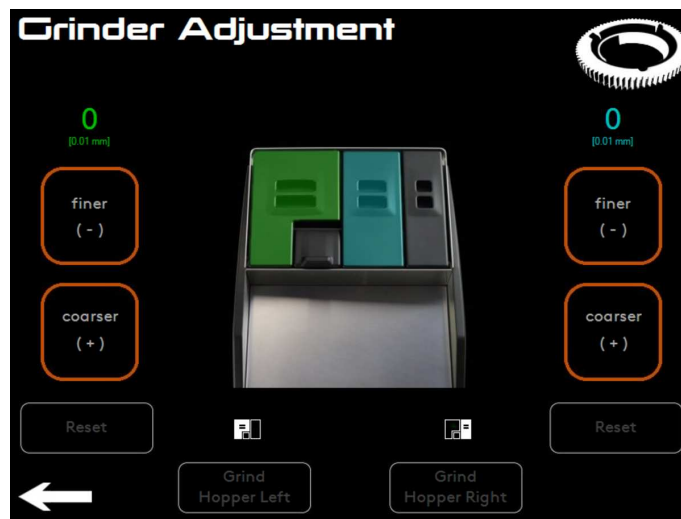 Grinder Adjustment
0
[0.01 mm]
finer
(-)
coarser
(+)
Reset
0
[0.01 mm]
finer
(-)
coarser
(+)
Reset
Grind
Hopper Left
Grind
Hopper Right